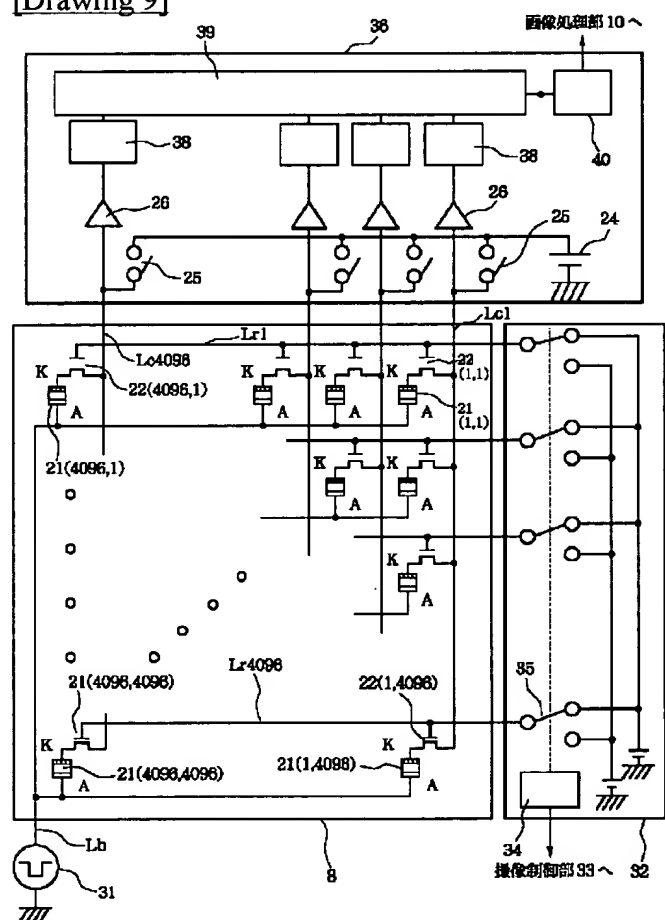 [Drawing 9]
画像処理部10へ
39
36
38
38
40
26
26
24
25
25
Lc1
Lr1
Lc4096
K
22(4096,1)
A
K
K
K
22
(1,1)
21
(1,1)
A
A
21(4096,1)
K
K
A
K
A
Lr4096
21(4096,4096)
22(1,4096)
35
K
21(4096,4096)
A
K
21(1,4096)
A
34
Lb
31
8
撮像制御部33へ
32